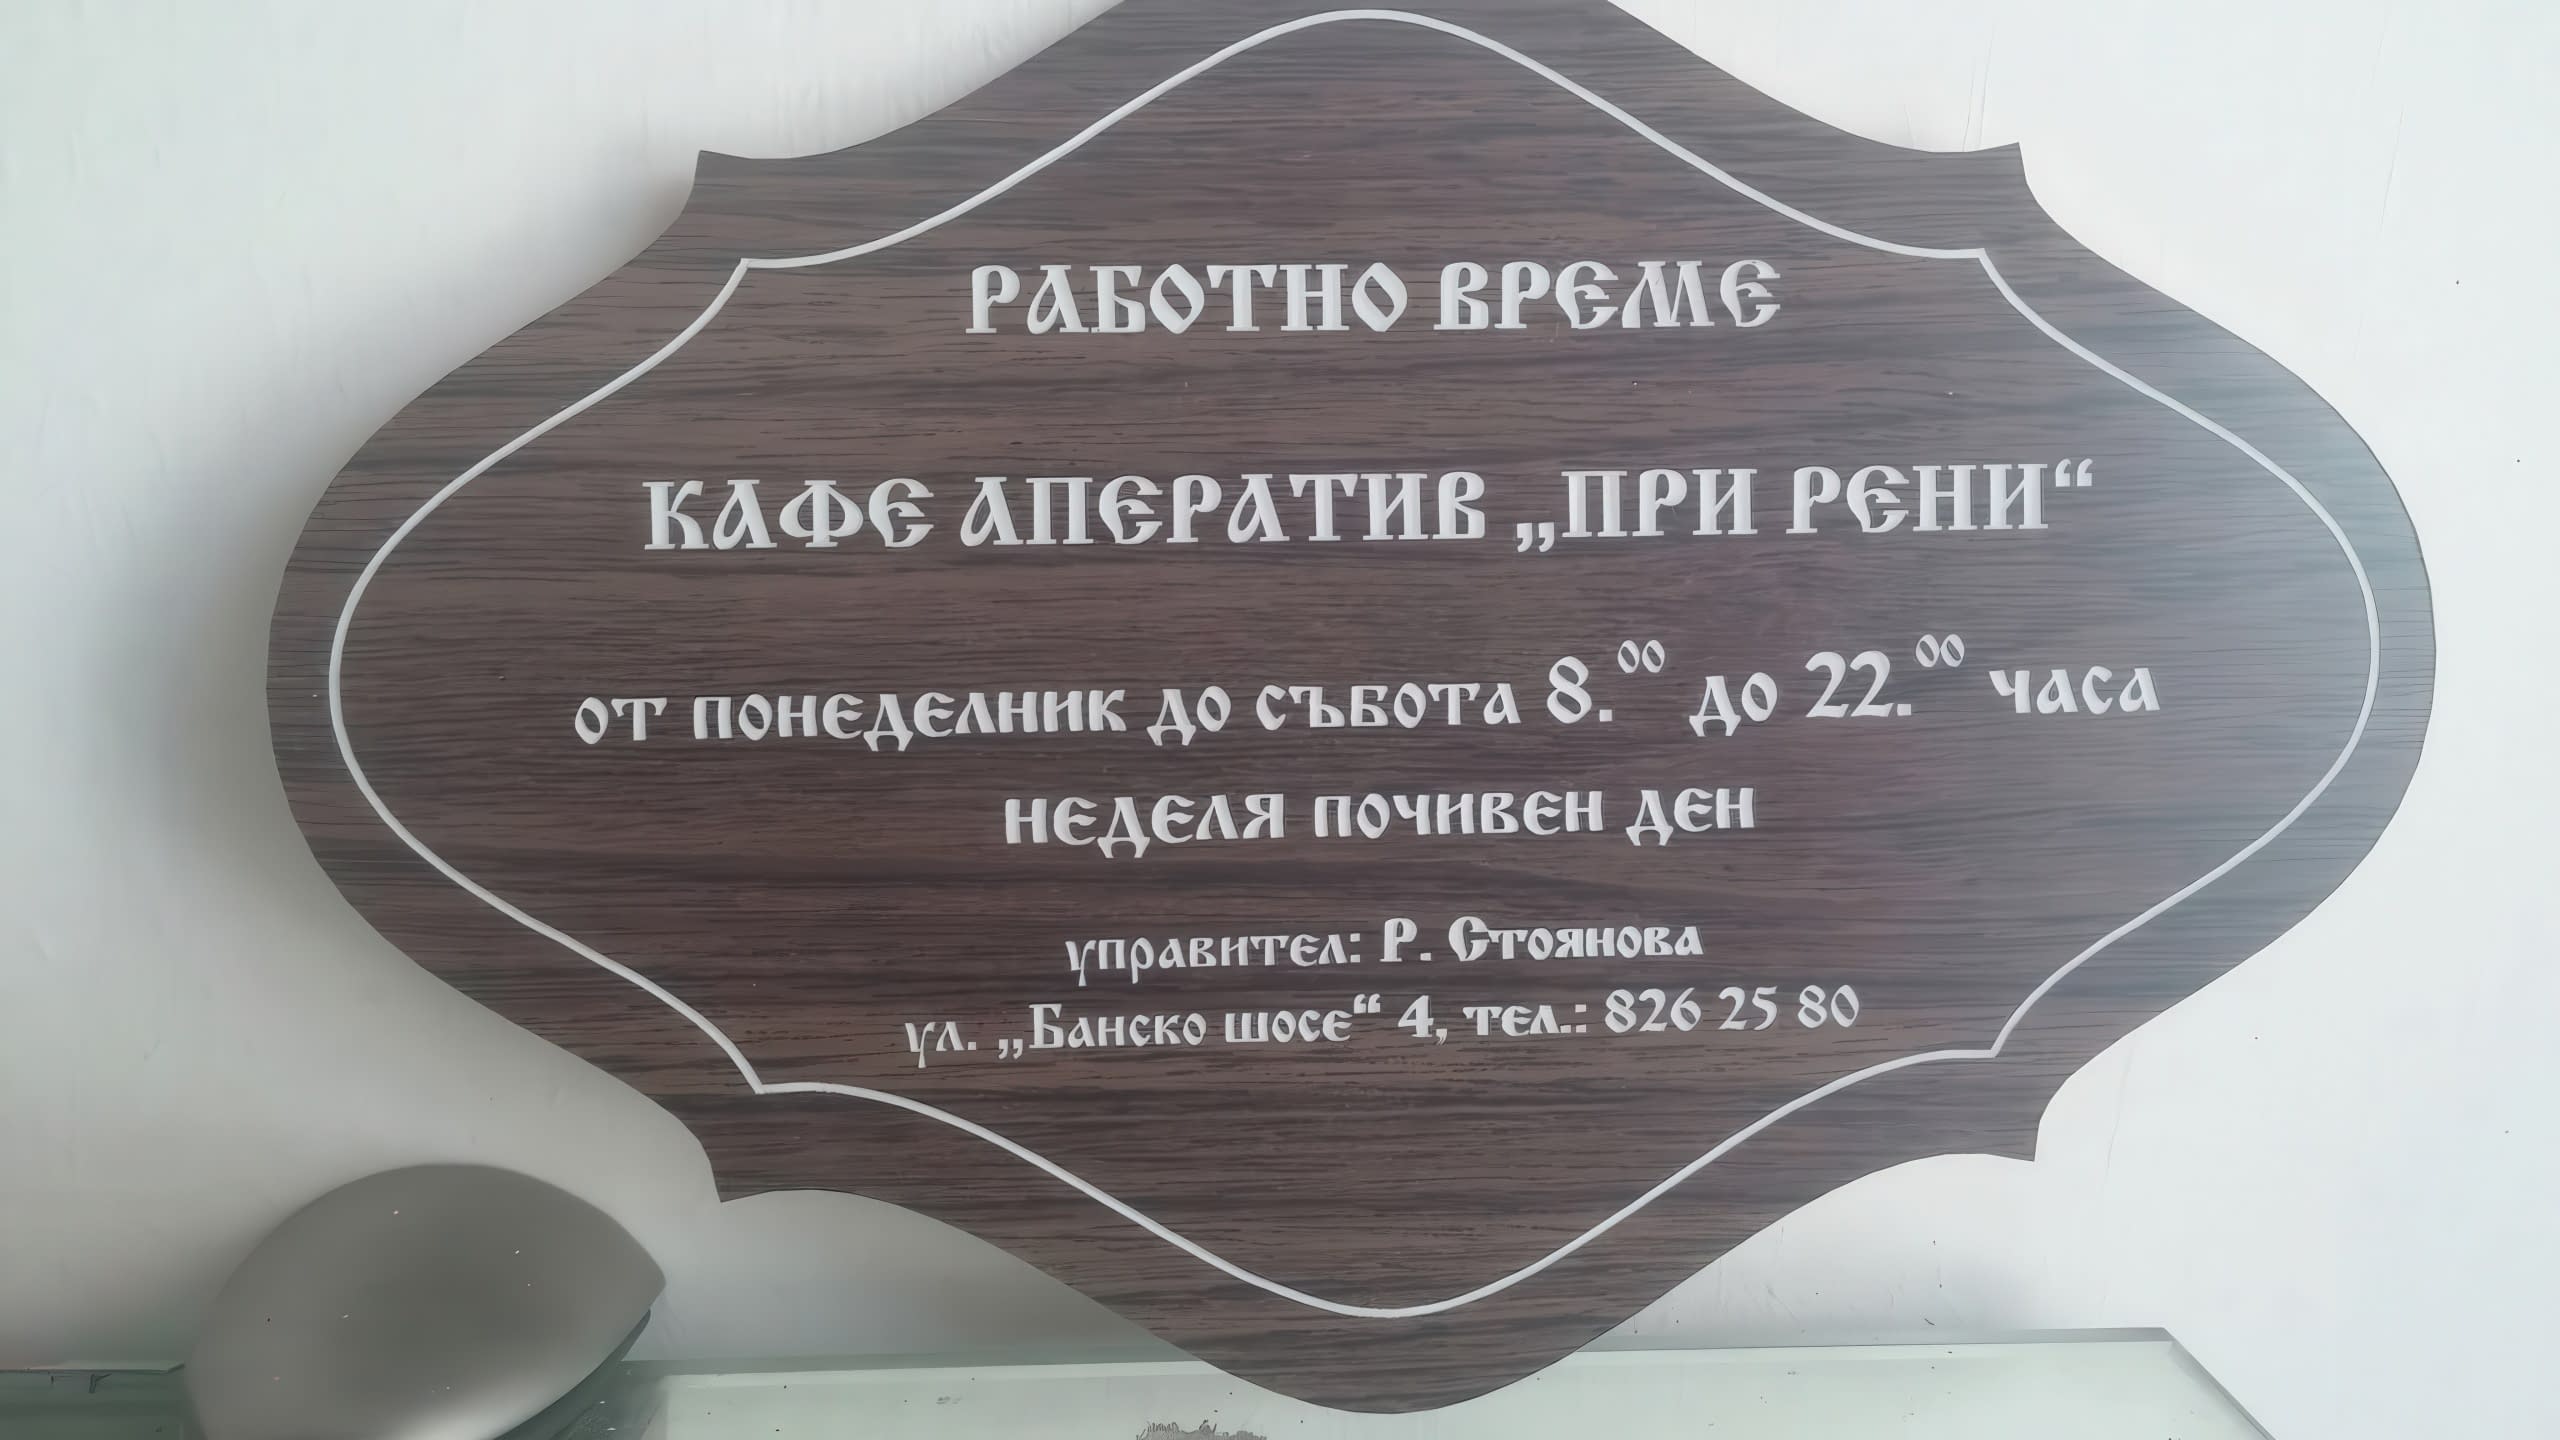 РАБОТНО ВРЕМЕ
КАФЕ АПЕРАТИВ „ПРИ РЕНИ“
от понеделник до събота 8.⁰⁰ до 22.⁰⁰ часа
неделя почивен ден
управител: Р. Стоянова
ул. „Банско шосе“ 4, тел.: 826 25 80